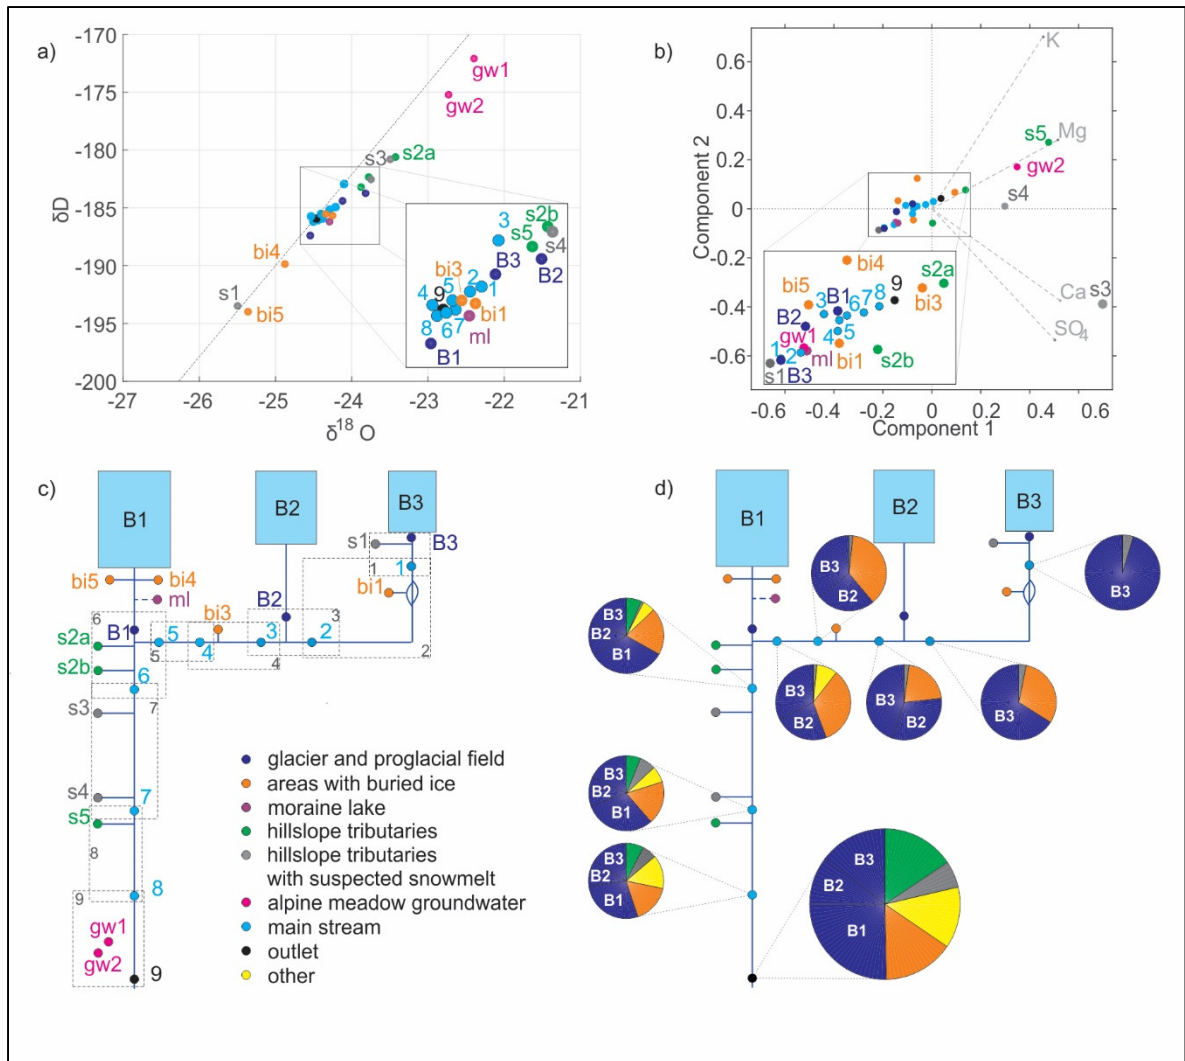 a)
-170
-175
-180
-185
-190
-195
-200
-27
-26
-25
-24
-23
-22
-21
δD
δ18 O
gw1
gw2
s3
s2a
bi4
s1
bi5
3
s2b
s5
s4
B3
B2
bi3
2
1
4
9
5
bi1
8
6
7
ml
B1
b)
0.6
0.4
0.2
0
-0.2
-0.4
-0.6
-0.6
-0.4
-0.2
0
0.2
0.4
0.6
Component 2
Component 1
K
s5
Mg
gw2
s4
Ca
s3
SO4
bi4
s2a
9
bi5
B1
3
6
7
8
bi3
B2
4
5
gw1
1
2
ml
bi1
s2b
s1
B3
c)
B1
B2
B3
s1
B3
1
1
bi5
bi4
bi1
ml
B2
6
3
s2a
B1
5
bi3
3
2
5
4
4
2
s2b
6
s3
7
s4
7
s5
8
8
9
gw1
gw2
9
glacier and proglacial field
areas with buried ice
moraine lake
hillslope tributaries
hillslope tributaries
with suspected snowmelt
alpine meadow groundwater
main stream
outlet
other
d)
B1
B2
B3
B3
B2
B3
B3
B2
B1
B3
B2
B3
B2
B3
B3
B2
B1
B3
B2
B1
B3
B2
B1